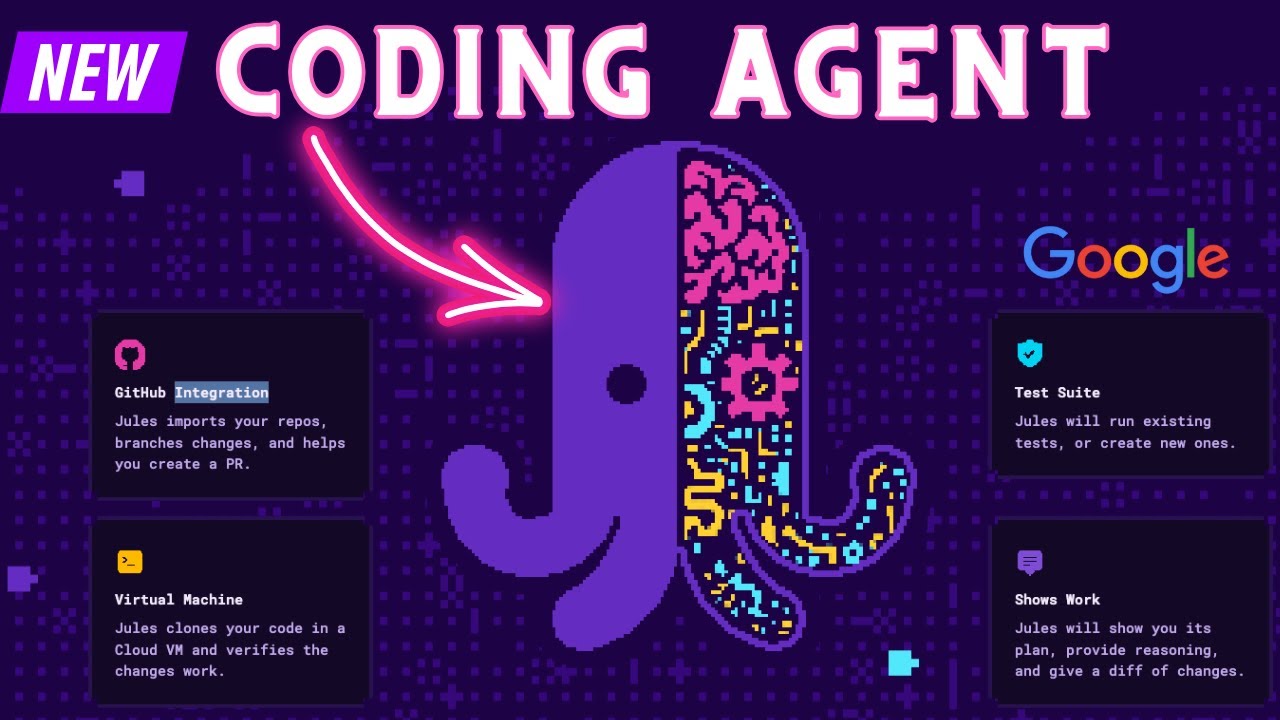 NEW
CODING AGENT
Google
GitHub Integration
Jules imports your repos,
branches changes, and helps
you create a PR.
Virtual Machine
Jules clones your code in a
Cloud VM and verifies the
changes work.
Test Suite
Jules will run existing
tests, or create new ones.
Shows Work
Jules will show you its
plan, provide reasoning,
and give a diff of changes.